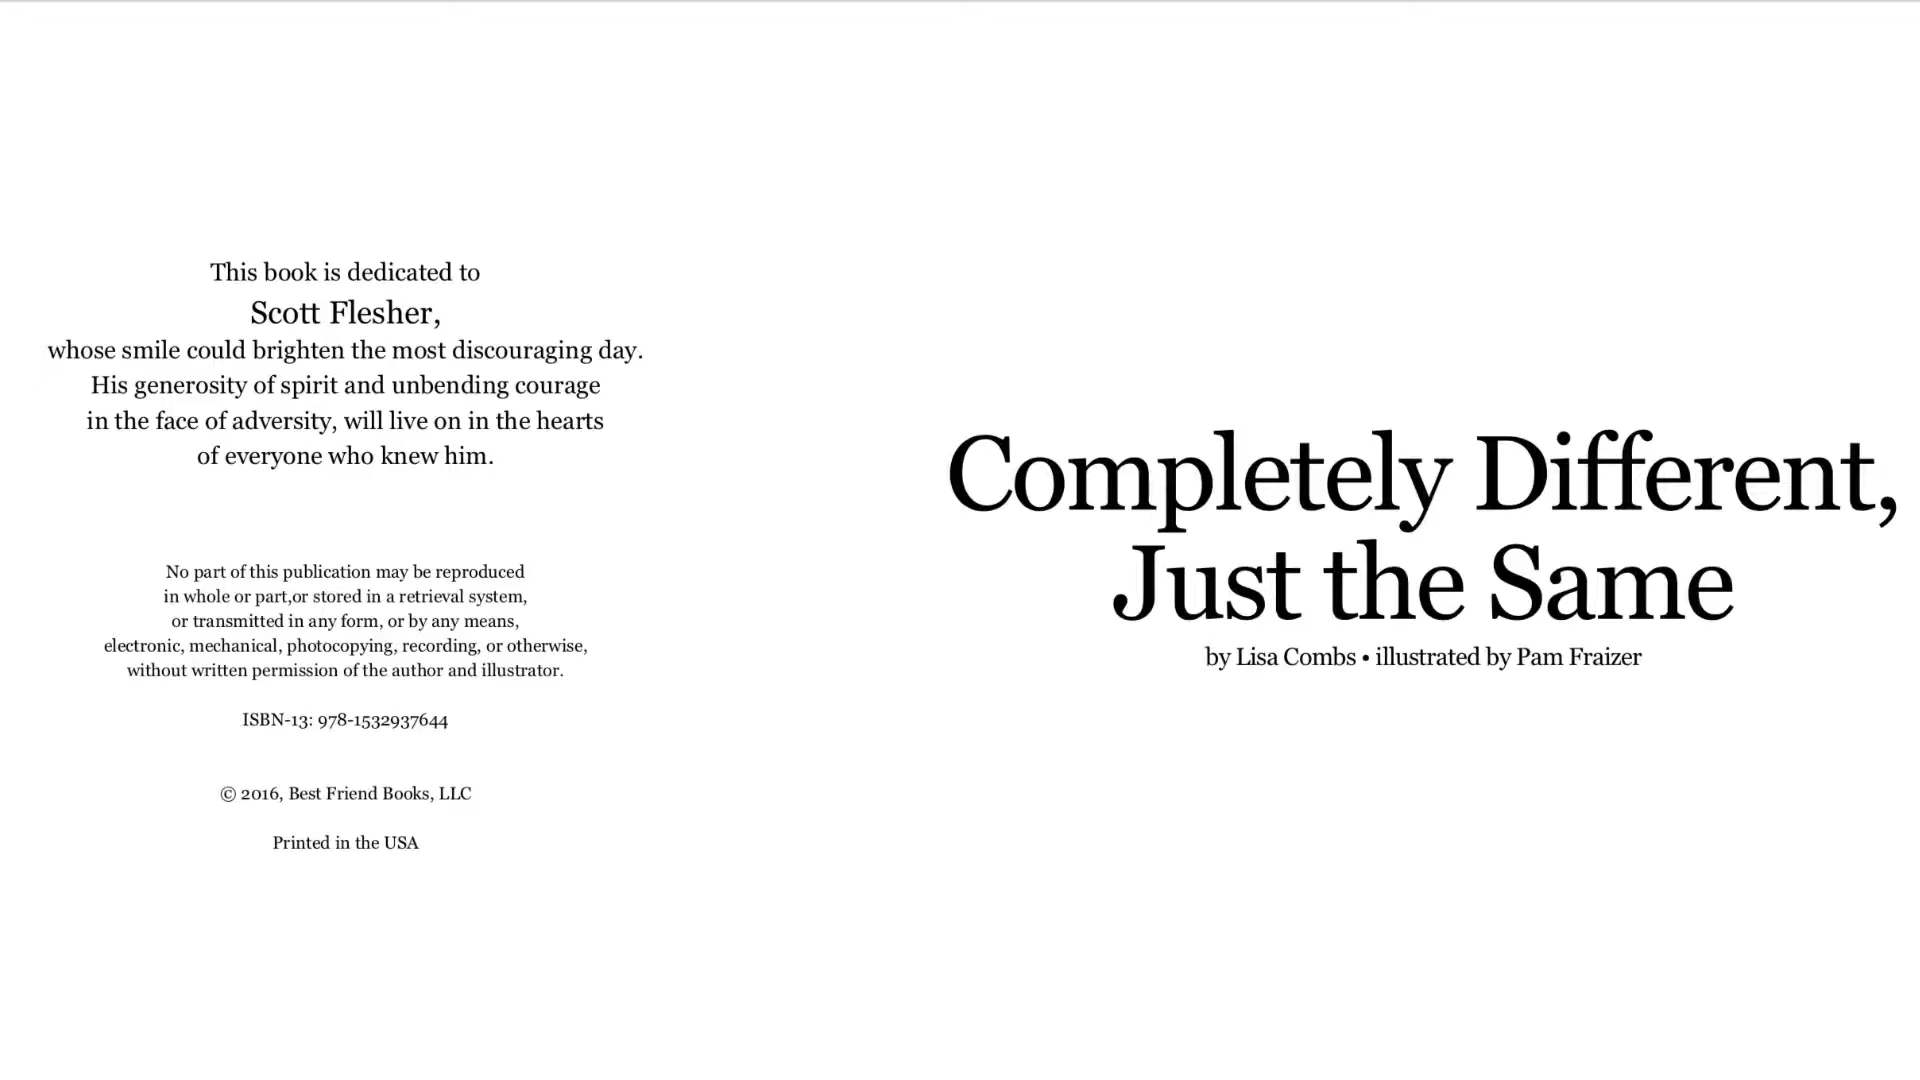 This book is dedicated to
Scott Flesher,
whose smile could brighten the most discouraging day.
His generosity of spirit and unbending courage
in the face of adversity, will live on in the hearts
of everyone who knew him.
No part of this publication may be reproduced
in whole or part,or stored in a retrieval system,
or transmitted in any form, or by any means,
electronic, mechanical, photocopying, recording, or otherwise,
without written permission of the author and illustrator.
ISBN-13: 978-1532937644
© 2016, Best Friend Books, LLC
Printed in the USA
Completely Different,
Just the Same
by Lisa Combs • illustrated by Pam Fraizer